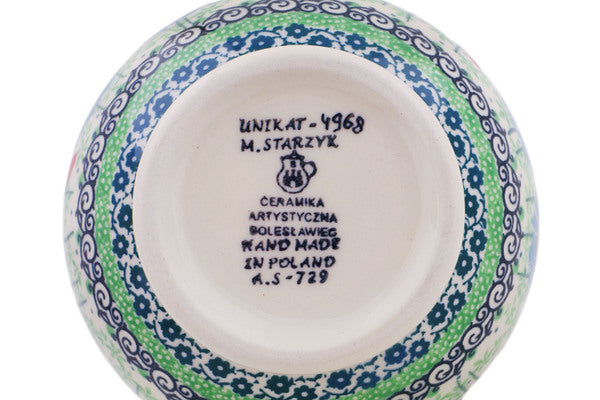 UNIKAT-4968
M. STARZYK
CERAMIKA
ARTYSTYCZNA
BOLESŁAWIEC
HAND MADE
IN POLAND
A.S-729